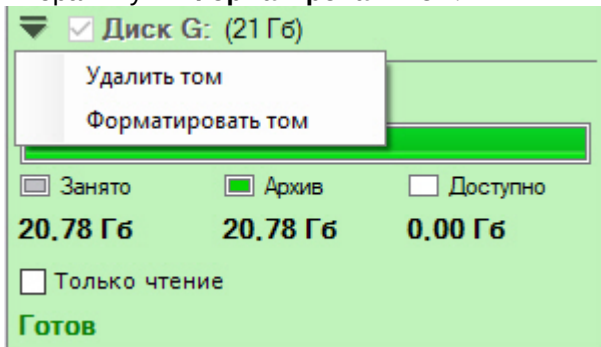 Диск G: (21 Гб)
Удалить том
Форматировать том
Занято Архив Доступно
20.78 Гб 20.78 Гб 0.00 Гб
Только чтение
Готов